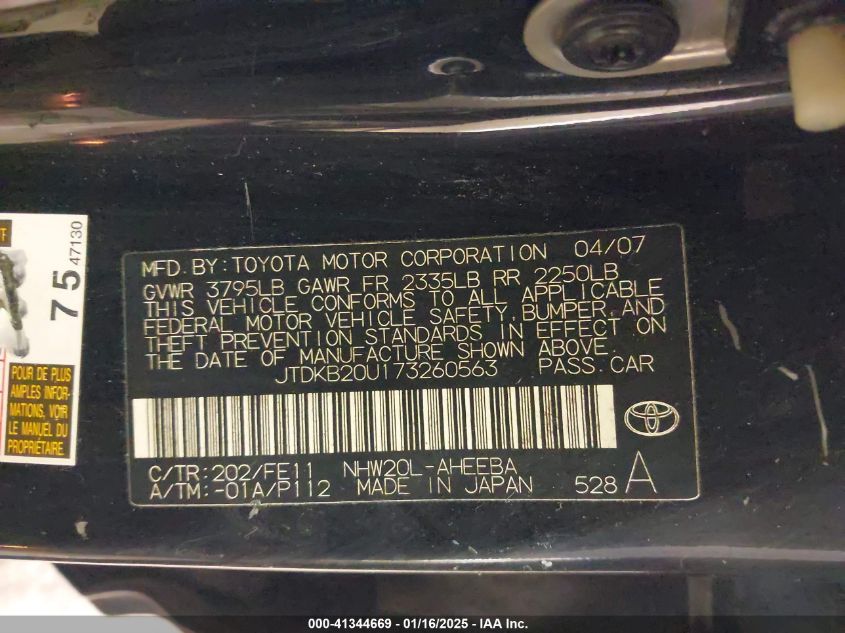 MFD. BY: TOYOTA MOTOR CORPORATION 04/07
GVWR 3795LB GAWR FR 2335LB RR 2250LB
THIS VEHICLE CONFORMS TO ALL APPLICABLE
FEDERAL MOTOR VEHICLE SAFETY, BUMPER, AND
THEFT PREVENTION STANDARDS IN EFFECT ON
THE DATE OF MANUFACTURE SHOWN ABOVE.
JTDKB20U173260563 PASS. CAR
C/TR: 202/FE11 NHW20L-AHEEBA
A/TM: -01A/P112 MADE IN JAPAN 528 A
75 47130
POUR DE PLUS
AMPLES INFOR-
MATIONS, VOIR
LE MANUEL DU
PROPRIÉTAIRE
000-41344669 - 01/16/2025 - IAA Inc.